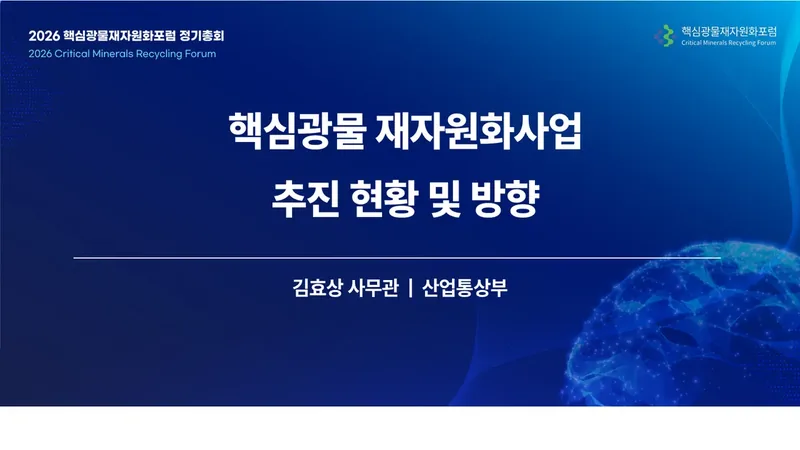 2026 핵심광물재자원화포럼 정기총회
2026 Critical Minerals Recycling Forum
핵심광물재자원화포럼
Critical Minerals Recycling Forum
핵심광물 재자원화사업
추진 현황 및 방향
김효상 사무관 | 산업통상부